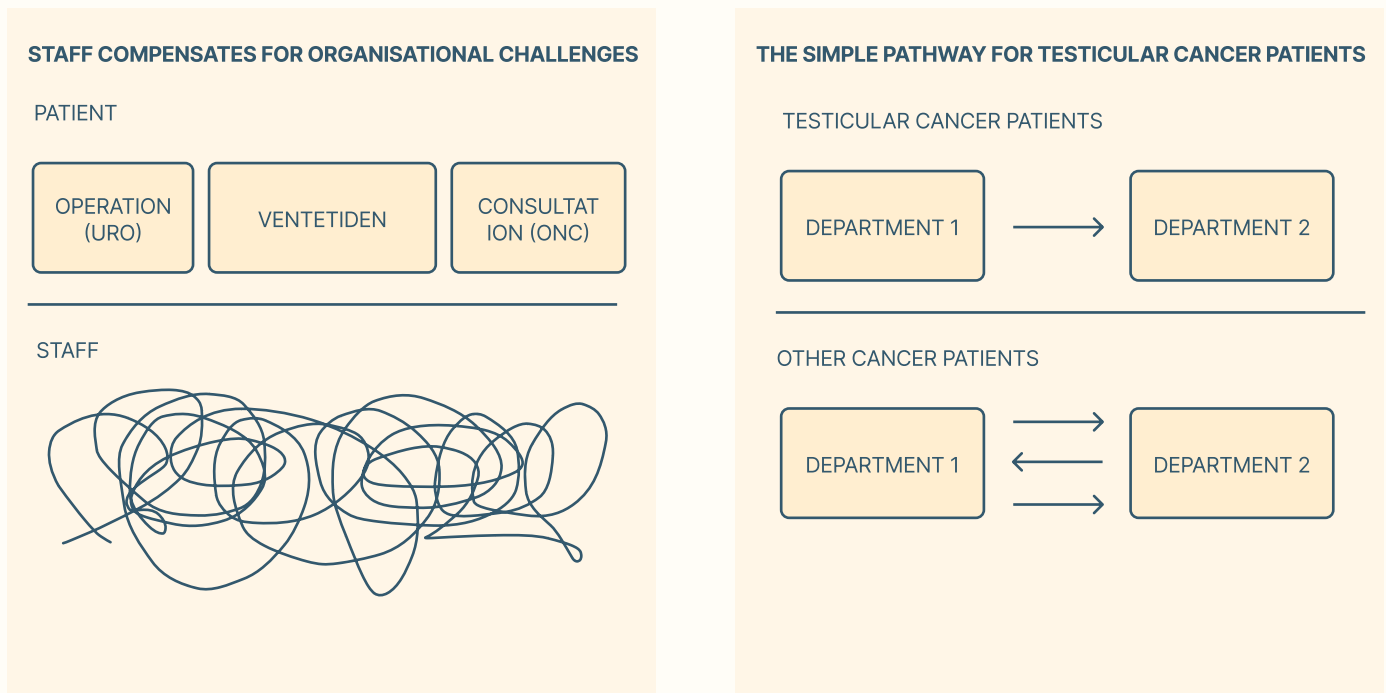 STAFF COMPENSATES FOR ORGANISATIONAL CHALLENGES
PATIENT
OPERATION
(URO)
VENTETIDEN
CONSULTAT
ION (ONC)
STAFF
THE SIMPLE PATHWAY FOR TESTICULAR CANCER PATIENTS
TESTICULAR CANCER PATIENTS
DEPARTMENT 1
DEPARTMENT 2
OTHER CANCER PATIENTS
DEPARTMENT 1
DEPARTMENT 2